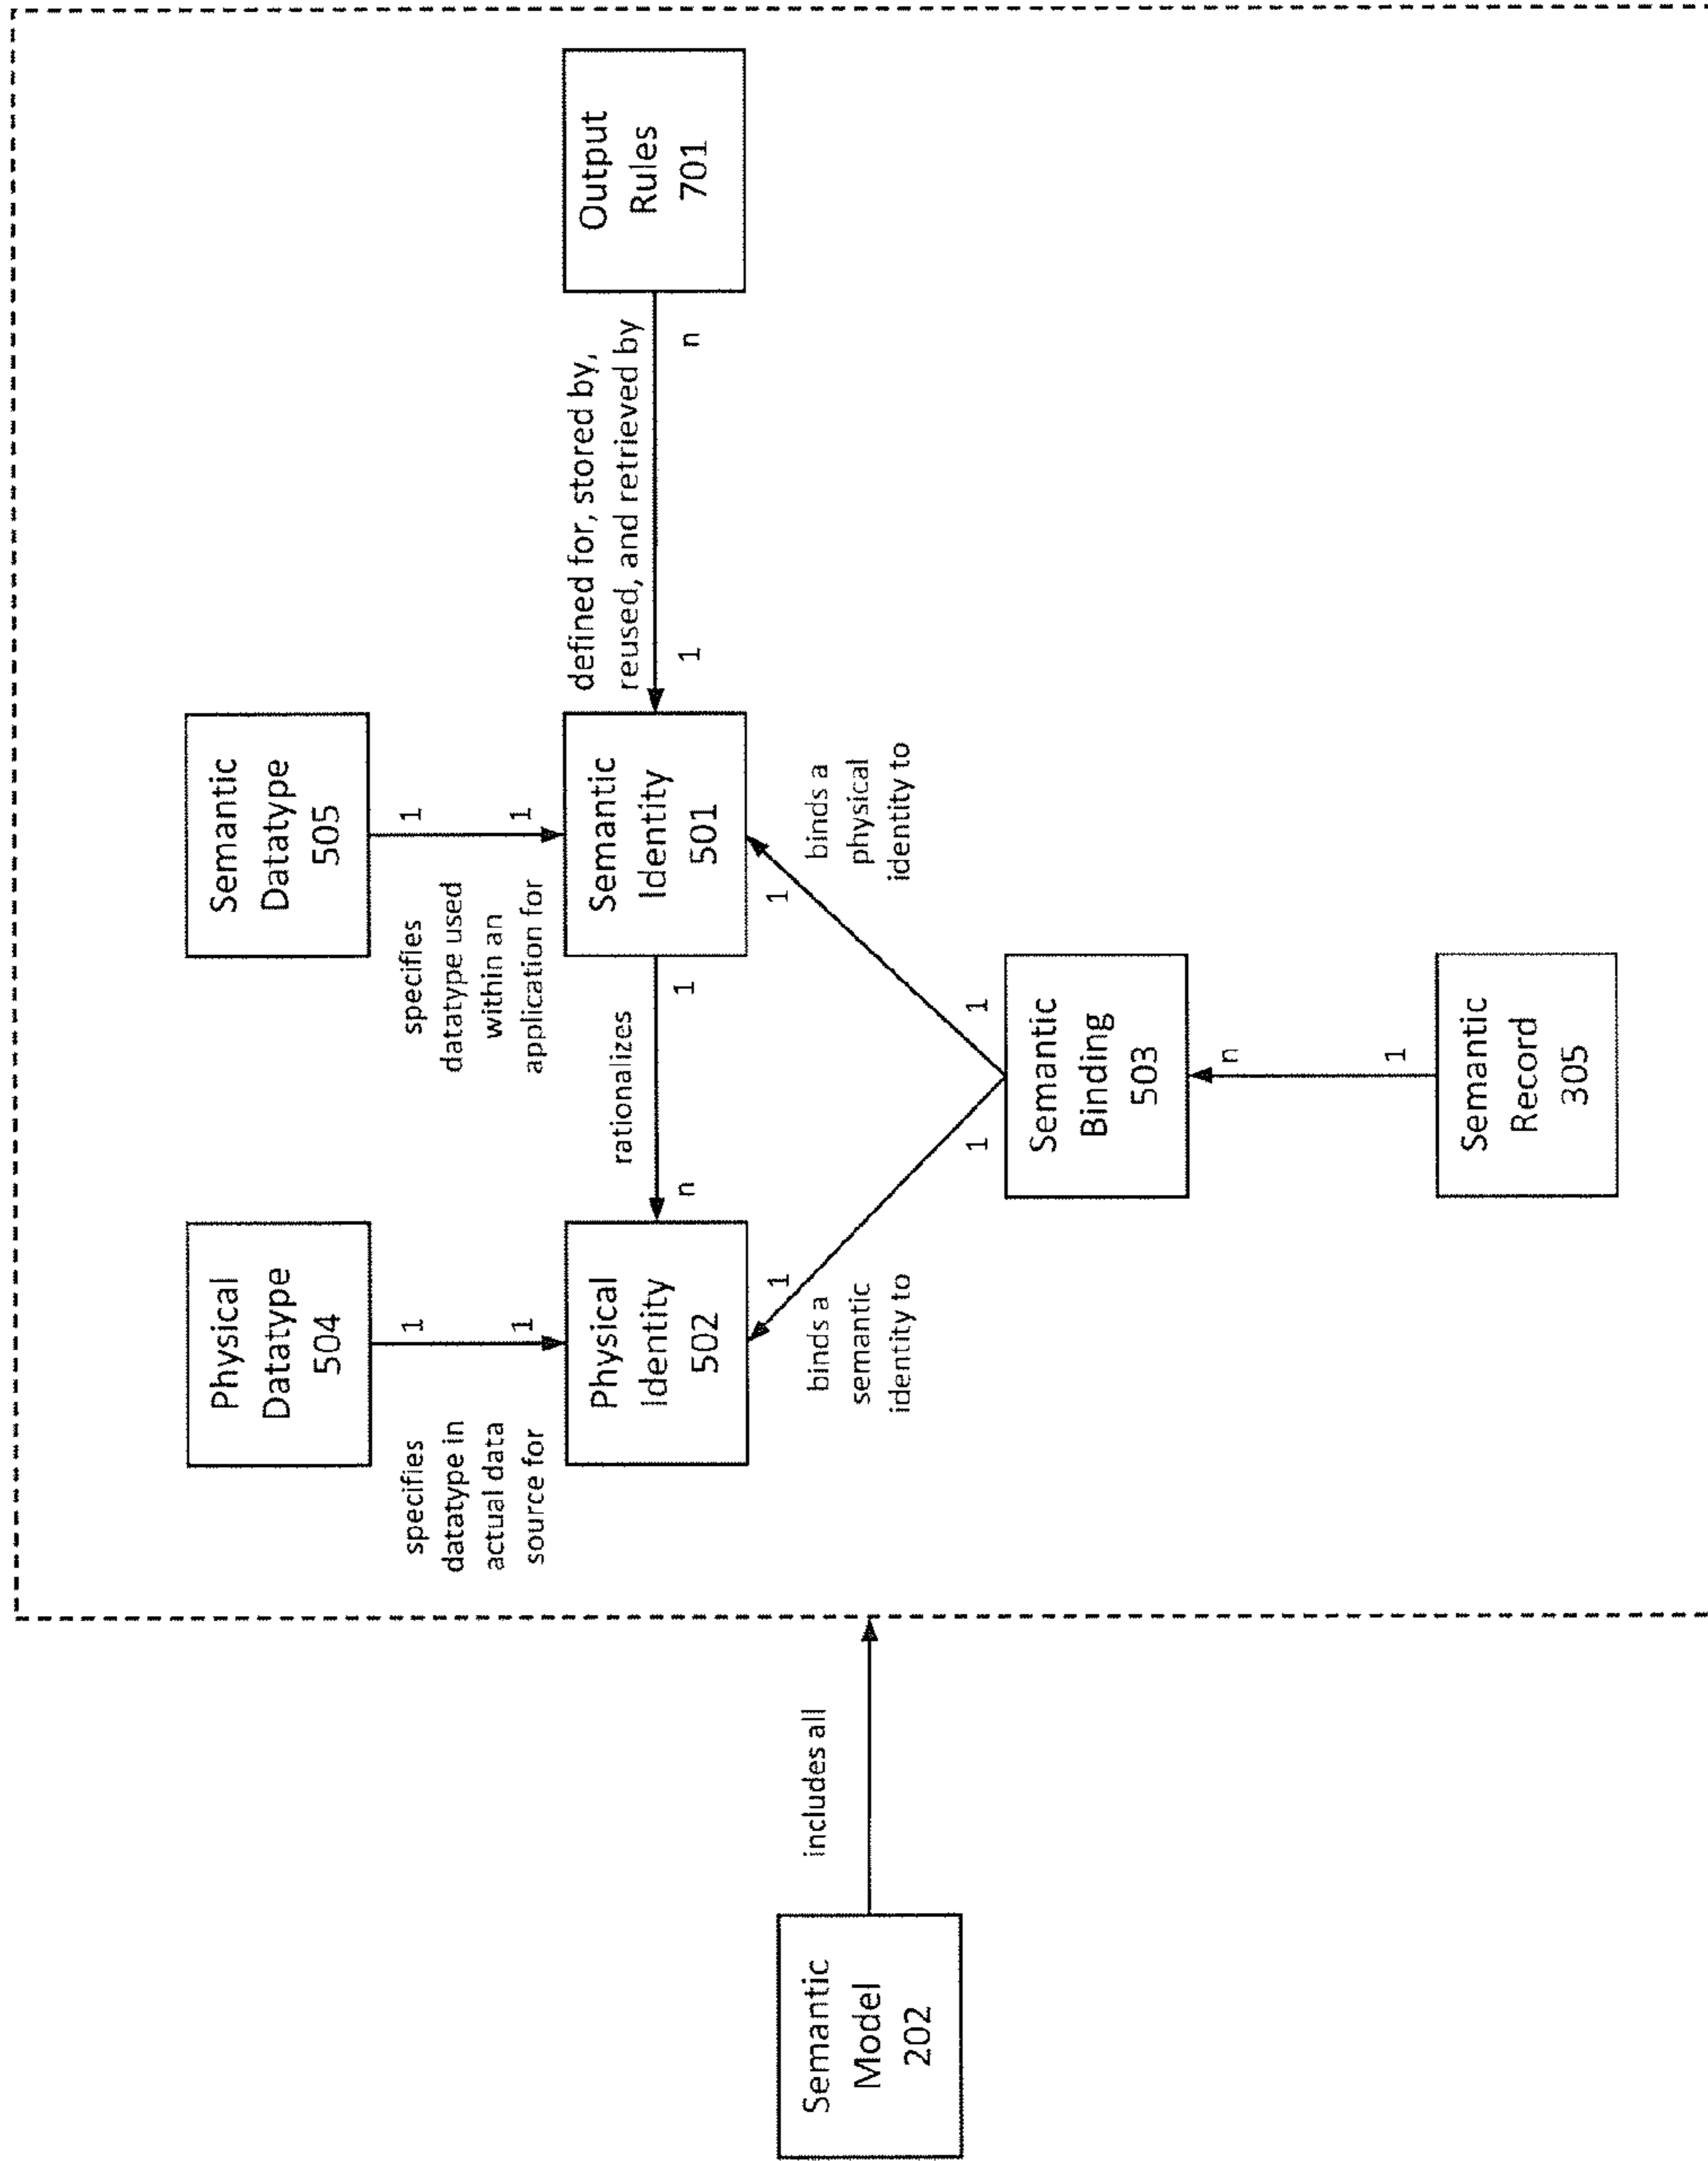 Semantic
Model
202
includes all
Physical
Datatype
504
specifies
datatype in
actual data
source for
1
1
Physical
Identity
502
Semantic
Datatype
505
specifies
datatype used
within an
application for
1
1
rationalizes
n
1
Semantic
Identity
501
defined for, stored by,
reused, and retrieved by
1
n
Output
Rules
701
binds a
semantic
identity to
1
1
binds a
physical
identity to
1
1
Semantic
Binding
503
n
1
Semantic
Record
305